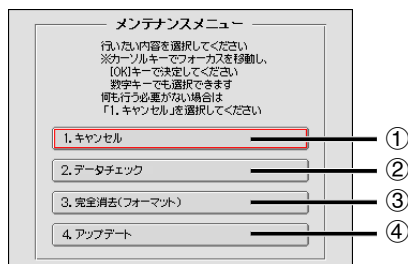 メンテナンスメニュー
行いたい内容を選択してください
※カーソルキーでフォーカスを移動し、
[OK]キーで決定してください
数字キーでも選択できます
何も行う必要がない場合は
「1.キャンセル」を選択してください
1.キャンセル ①
2.データチェック ②
3.完全消去(フォーマット) ③
4.アップデート ④